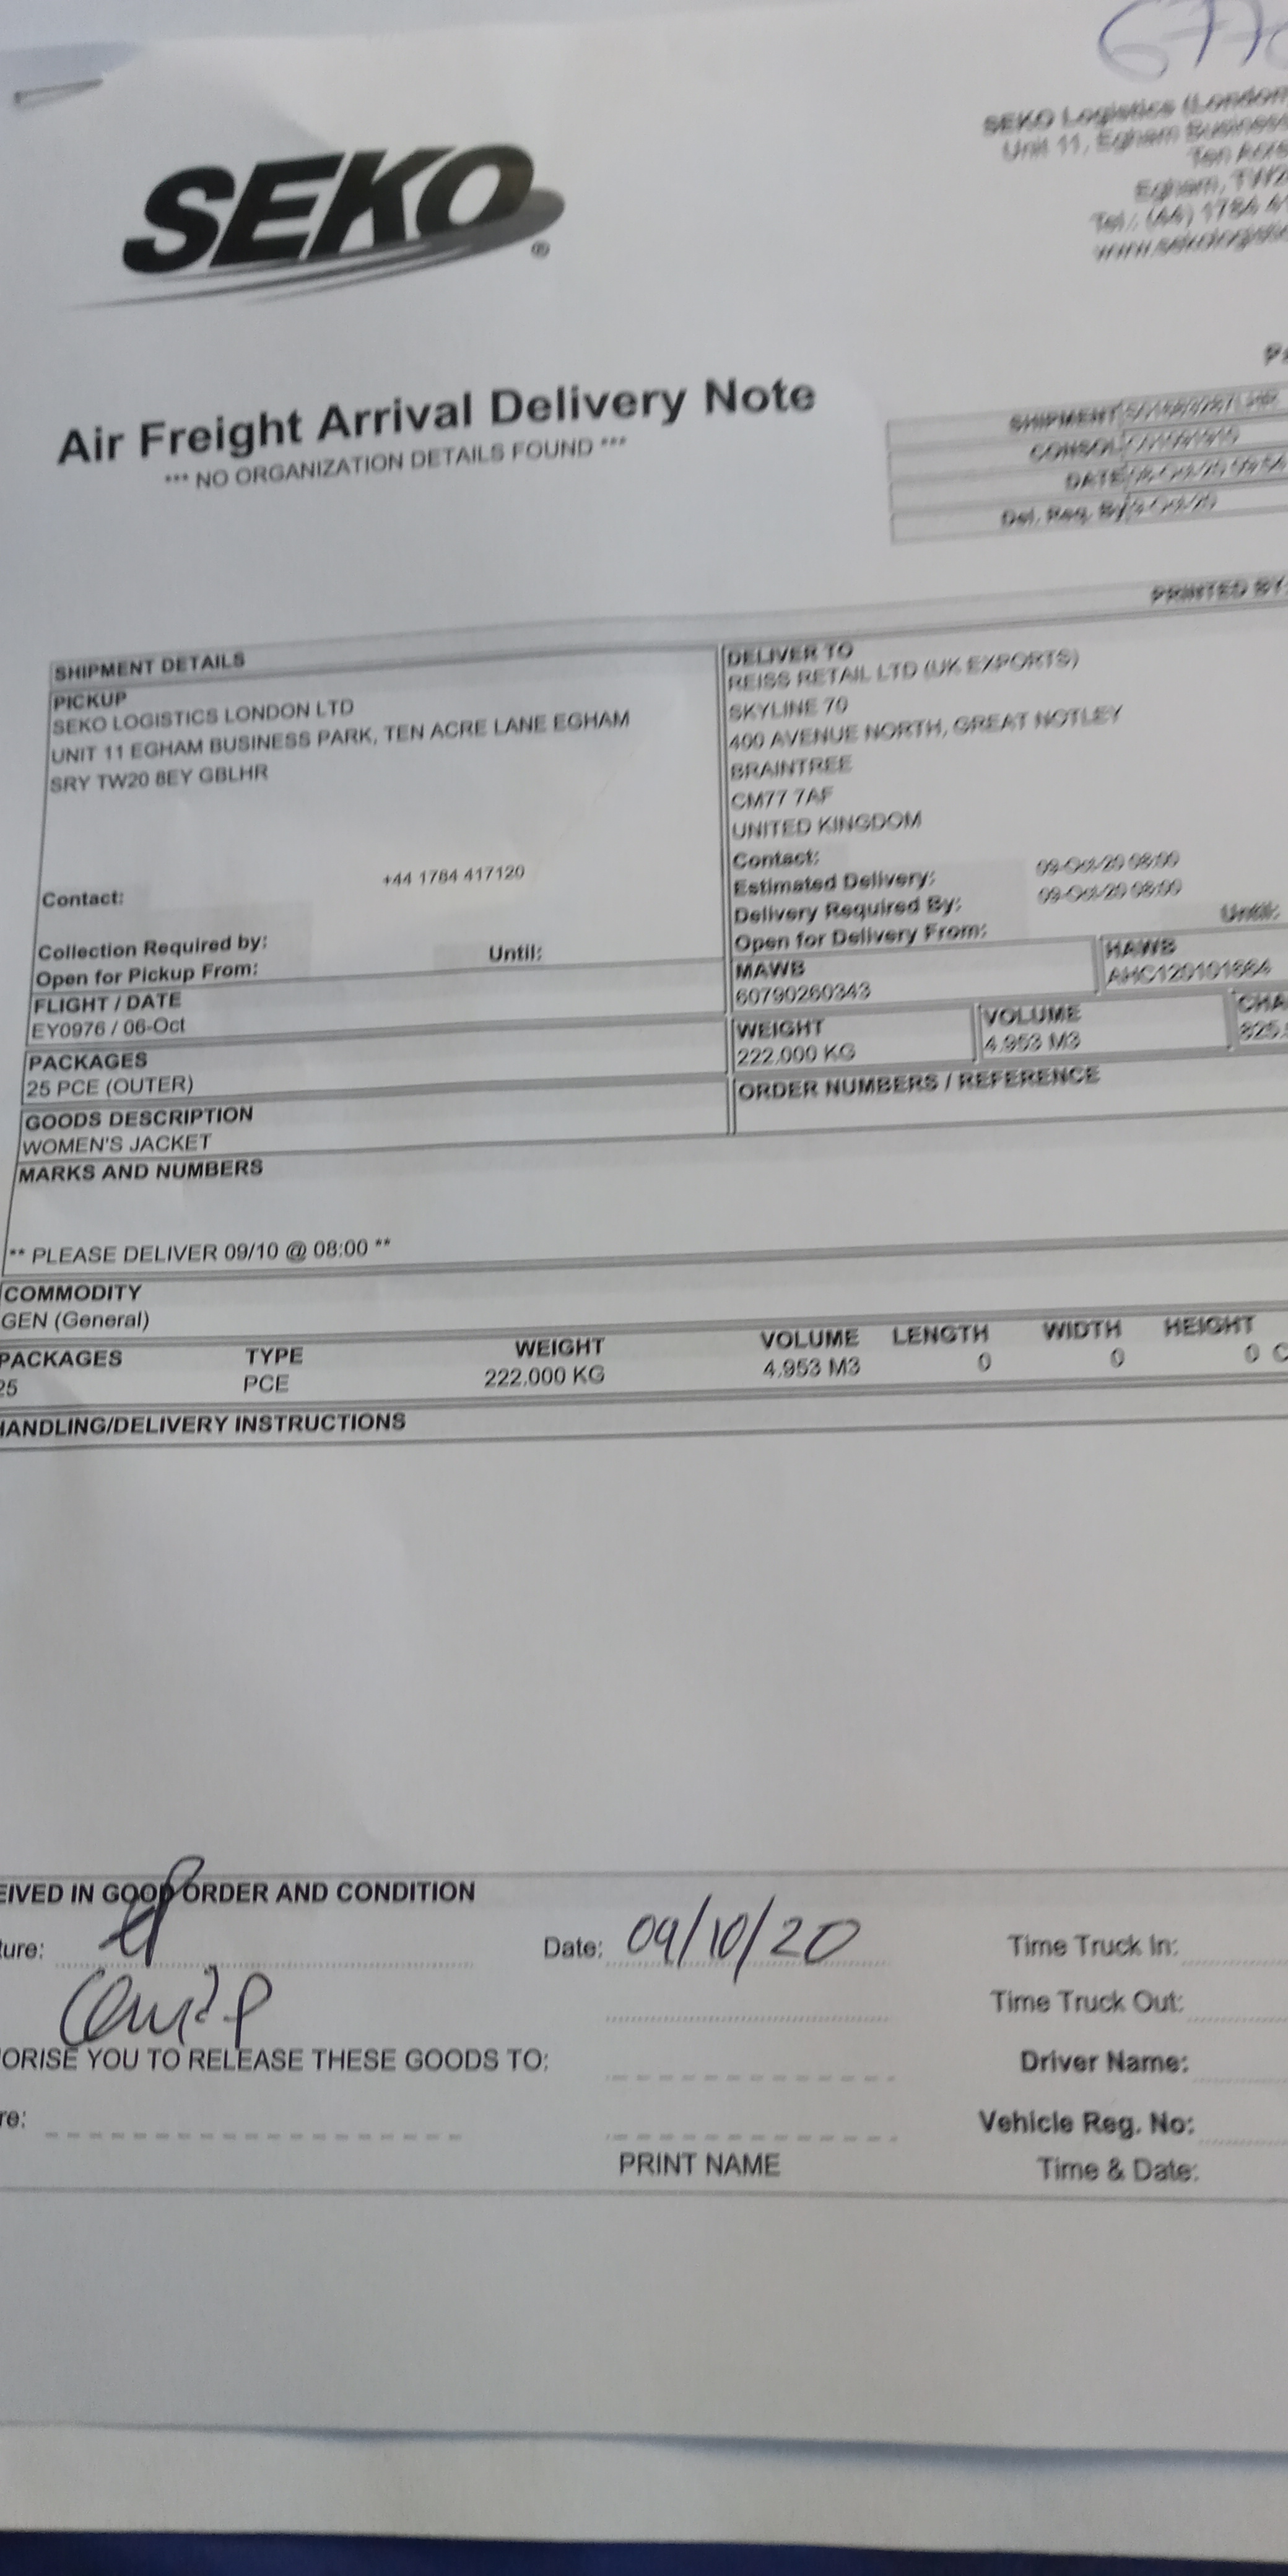 677
SEKO®
SEKO Logistics (London
Unit 11, Egham Business
Ten Acre
Egham, TW2
Tel.: (44) 1784 41
www.sekologistic
Air Freight Arrival Delivery Note
*** NO ORGANIZATION DETAILS FOUND ***
SHIPMENT
CONSOL
DATE
Del. Req. By
PRINTED BY:
SHIPMENT DETAILS
PICKUP
SEKO LOGISTICS LONDON LTD
UNIT 11 EGHAM BUSINESS PARK, TEN ACRE LANE EGHAM
SRY TW20 8EY GBLHR
Contact: +44 1784 417120
Collection Required by:
Open for Pickup From: Until:
DELIVER TO
REISS RETAIL LTD (UK EXPORTS)
SKYLINE 70
400 AVENUE NORTH, GREAT NOTLEY
BRAINTREE
CM77 7AF
UNITED KINGDOM
Contact:
Estimated Delivery: 09-Oct-20 08:00
Delivery Required By: 09-Oct-20 08:00
Open for Delivery From: Until:
FLIGHT / DATE
EY0976 / 06-Oct
MAWB
60790260343
HAWB
AHC120101664
PACKAGES
25 PCE (OUTER)
WEIGHT
222.000 KG
VOLUME
4.953 M3
CHA
825.
GOODS DESCRIPTION
WOMEN'S JACKET
ORDER NUMBERS / REFERENCE
MARKS AND NUMBERS
** PLEASE DELIVER 09/10 @ 08:00 **
COMMODITY
GEN (General)
PACKAGES TYPE WEIGHT VOLUME LENGTH WIDTH HEIGHT
25 PCE 222.000 KG 4.953 M3 0 0 0 C
HANDLING/DELIVERY INSTRUCTIONS
EIVED IN GOOD ORDER AND CONDITION
ture: Date: 09/10/20 Time Truck In:
Time Truck Out:
ORISE YOU TO RELEASE THESE GOODS TO: Driver Name:
re: Vehicle Reg. No:
PRINT NAME Time & Date: